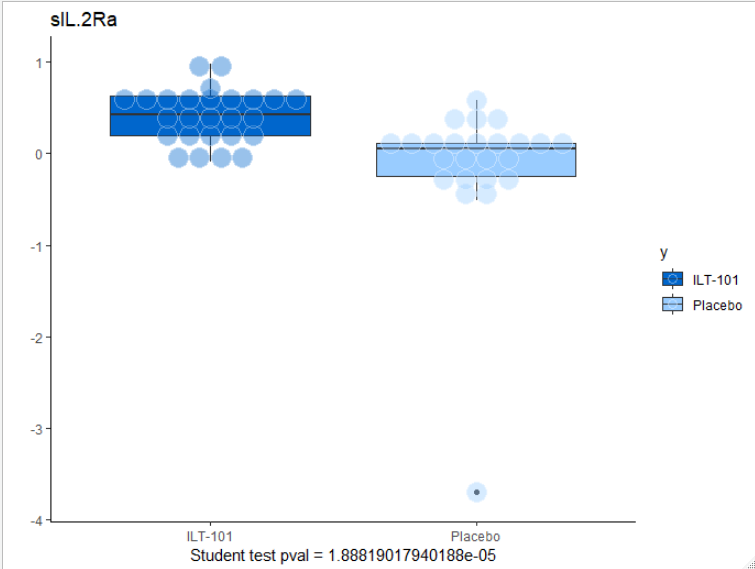 sIL.2Ra
1
0
-1
-2
-3
-4
ILT-101
Placebo
Student test pval = 1.88819017940188e-05
y
ILT-101
Placebo